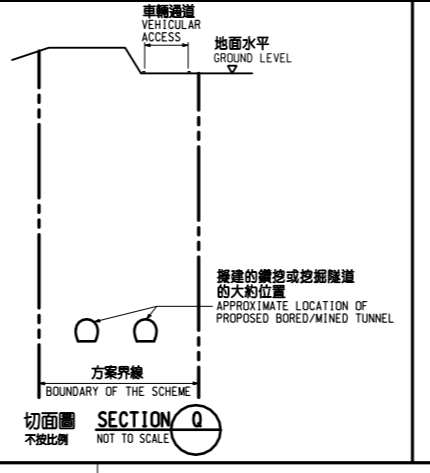 車輛通道
VEHICULAR
ACCESS
地面水平
GROUND LEVEL
擬建的鑽挖或挖掘隧道
的大約位置
APPROXIMATE LOCATION OF
PROPOSED BORED/MINED TUNNEL
方案界線
BOUNDARY OF THE SCHEME
切面圖 SECTION Q
不按比例 NOT TO SCALE